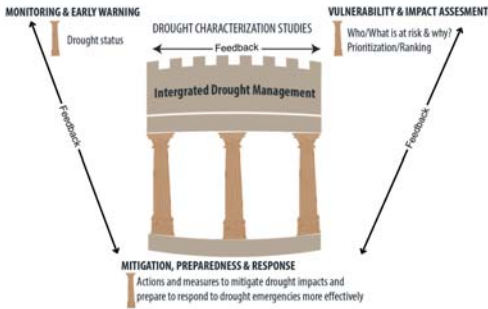 MONITORING & EARLY WARNING
Drought status
DROUGHT CHARACTERIZATION STUDIES
Feedback
VULNERABILITY & IMPACT ASSESMENT
Who/What is at risk & why?
Prioritization/Ranking
Intergrated Drought Management
Feedback
Feedback
MITIGATION, PREPAREDNESS & RESPONSE
Actions and measures to mitigate drought impacts and
prepare to respond to drought emergencies more effectively